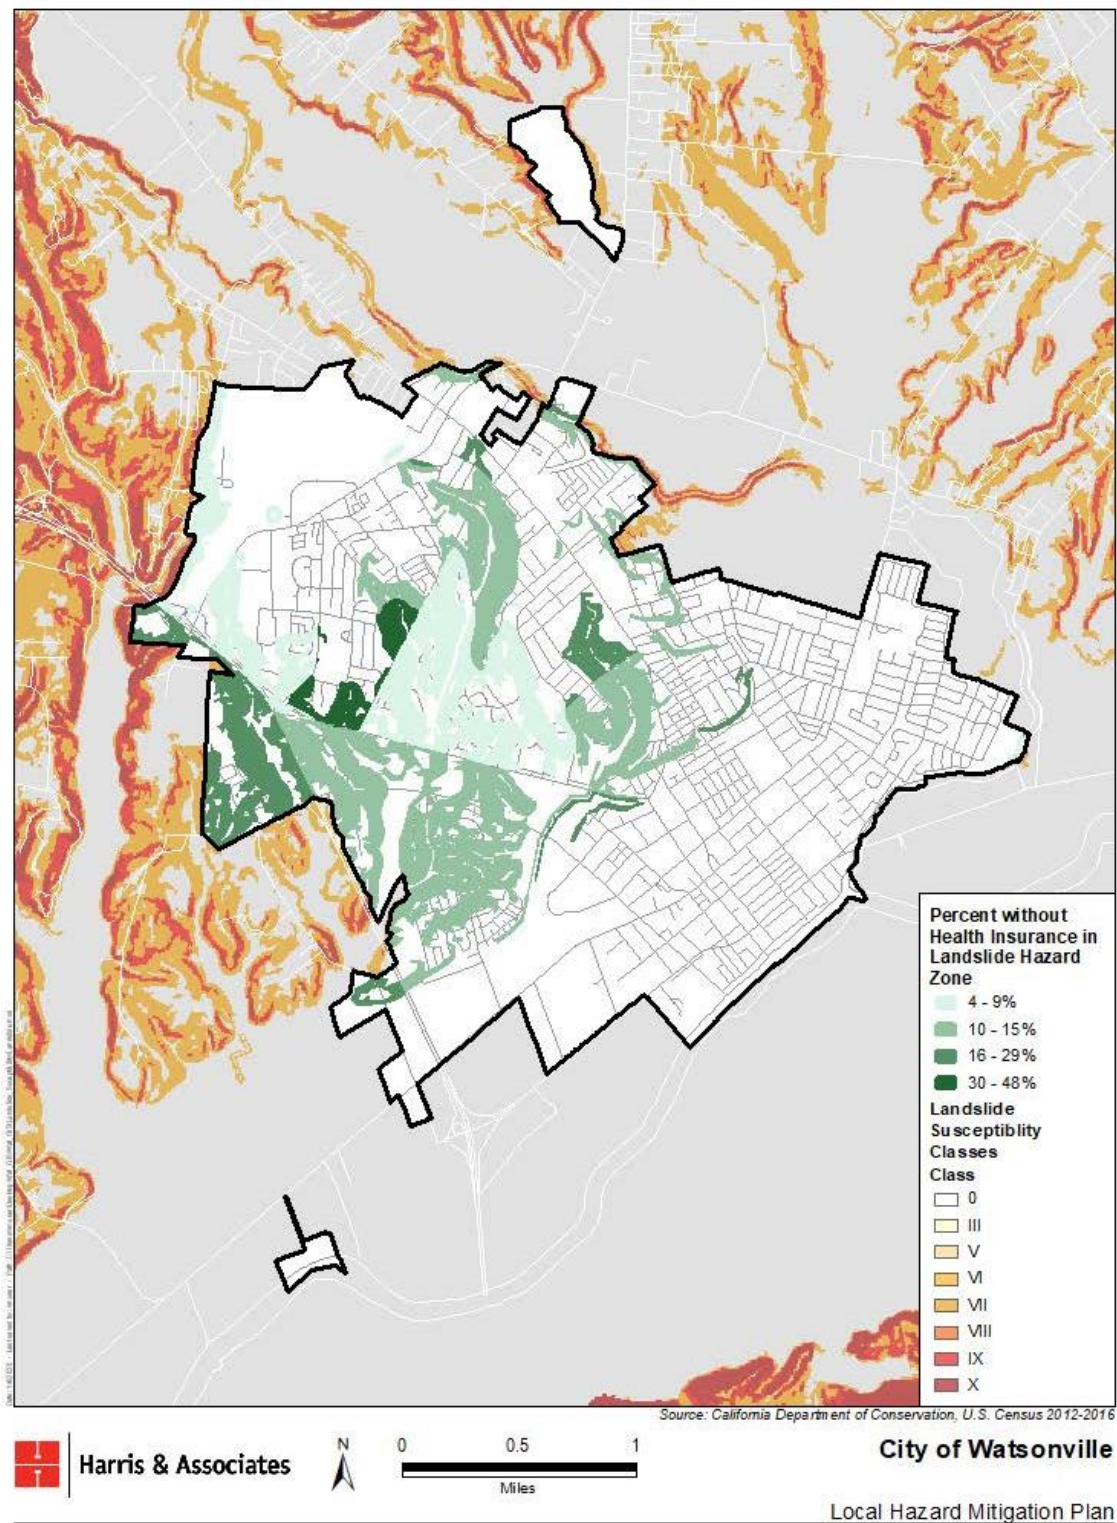 Percent without
Health Insurance in
Landslide Hazard
Zone
4 - 9%
10 - 15%
16 - 29%
30 - 48%
Landslide
Susceptiblity
Classes
Class
0
III
V
VI
VII
VIII
IX
X
Source: California Department of Conservation, U.S. Census 2012-2016
Harris & Associates
N
0 0.5 1
Miles
City of Watsonville
Local Hazard Mitigation Plan